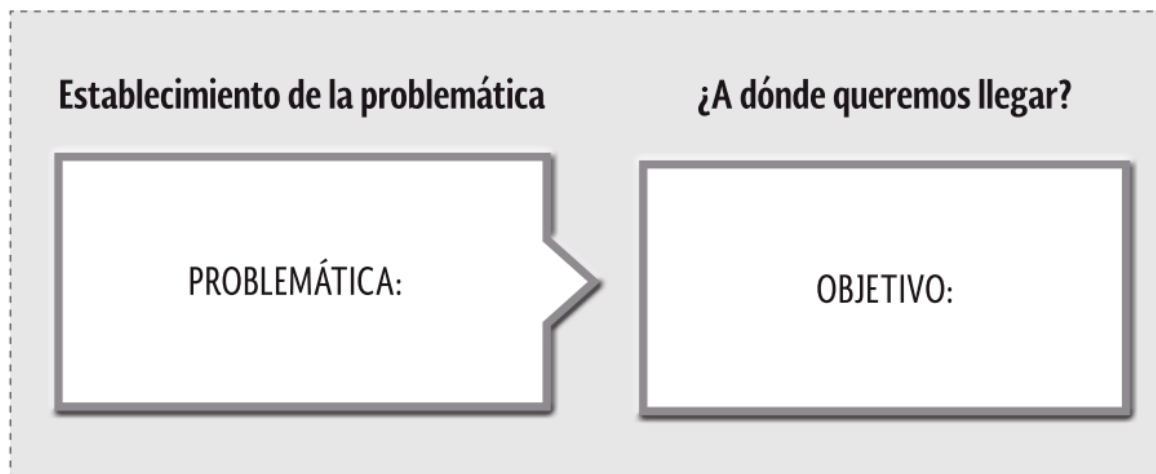 Establecimiento de la problemática
¿A dónde queremos llegar?
PROBLEMÁTICA:
OBJETIVO: